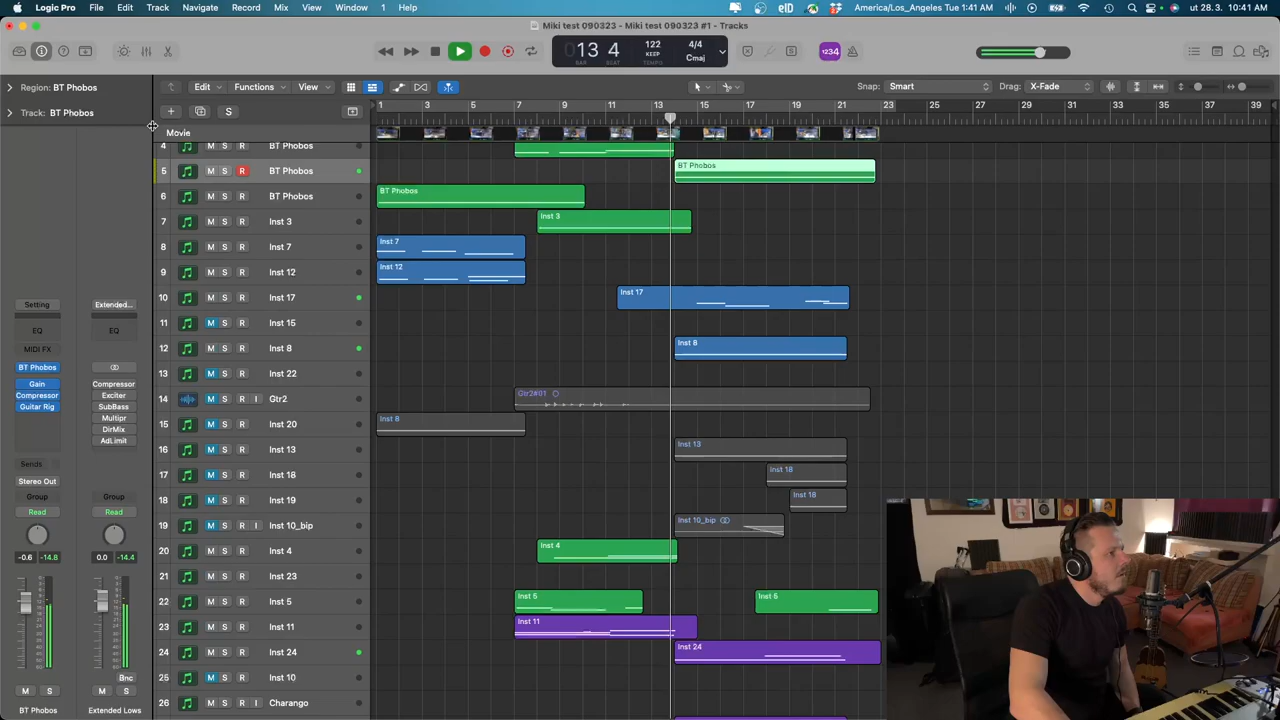 Logic Pro File Edit Track Navigate Record Mix View Window 1 Help America/Los_Angeles Tue 1:41 AM ut 28.3. 10:41
Miki test 090323 Miki test 090323 #1 - Tracks
013 4 122 4/4
BAR BEAT KEEP TEMPO Cmaj
1234
Region: BT Phobos Edit Functions View Snap: Smart Drag: X-Fade
Track: BT Phobos S
1 3 5 7 9 11 13 15 17 19 21 23 25 27 29 31 33 35 37 39
Movie
4 M S R BT Phobos
5 M S R BT Phobos BT Phobos
6 M S R BT Phobos BT Phobos
7 M S R Inst 3 Inst 3
8 M S R Inst 7 Inst 7
9 M S R Inst 12 Inst 12
10 M S R Inst 17 Inst 17
11 M S R Inst 15
12 M S R Inst 8 Inst 8
13 M S R Inst 22
14 M S R I Gtr2 Gtr2#01
15 M S R Inst 20 Inst 8
16 M S R Inst 13 Inst 13
17 M S R Inst 18 Inst 18
18 M S R Inst 19 Inst 18
19 M S R I Inst 10_bip Inst 10_bip
20 M S R Inst 4 Inst 4
21 M S R Inst 23
22 M S R Inst 5 Inst 5
23 M S R Inst 11 Inst 11
24 M S R Inst 24 Inst 24
25 M S R Inst 10
26 M S R I Charango
Setting Extended...
EQ EQ
MIDI FX
BT Phobos
Gain Compressor
Compressor Exciter
Guitar Rig SubBass
Multipr
DirMix
AdLimit
Sends
Stereo Out
Group Group
Read Read
-0.6 -14.8 0.0 -14.4
Bnc
M S M S
BT Phobos Extended Lows